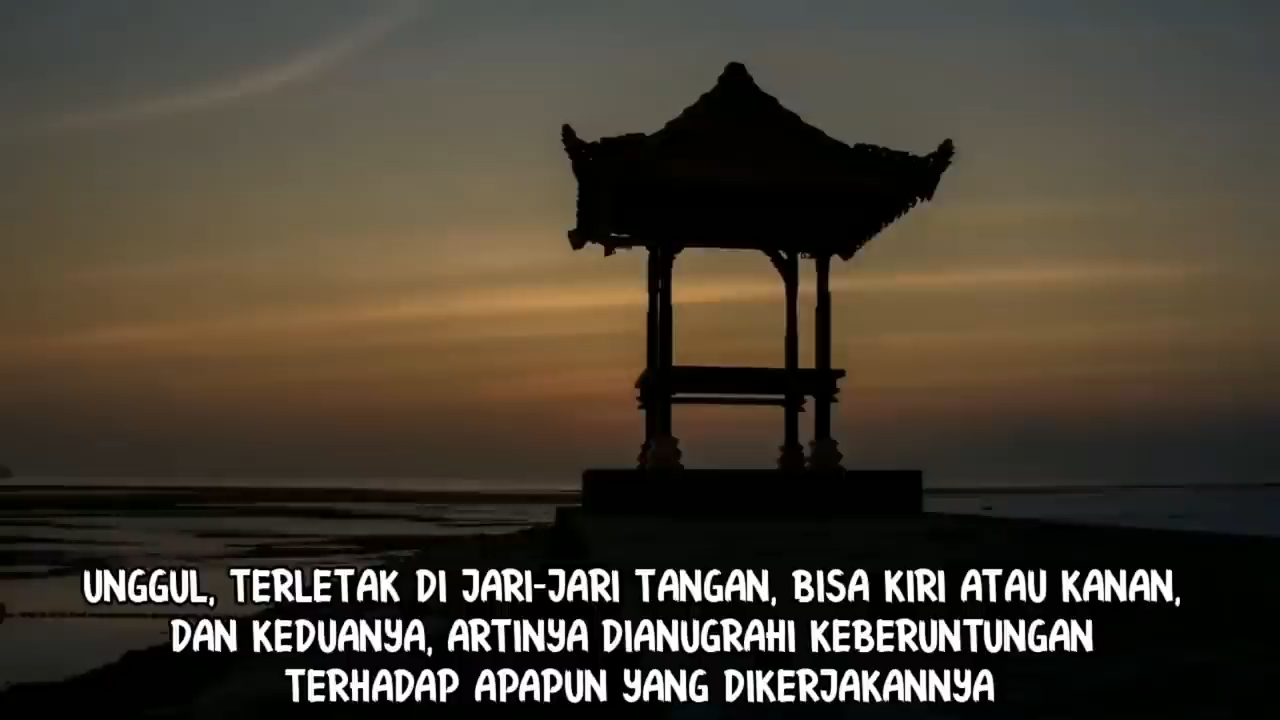 UNGGUL, TERLETAK DI JARI-JARI TANGAN, BISA KIRI ATAU KANAN,
DAN KEDUANYA, ARTINYA DIANUGRAHI KEBERUNTUNGAN
TERHADAP APAPUN YANG DIKERJAKANNYA